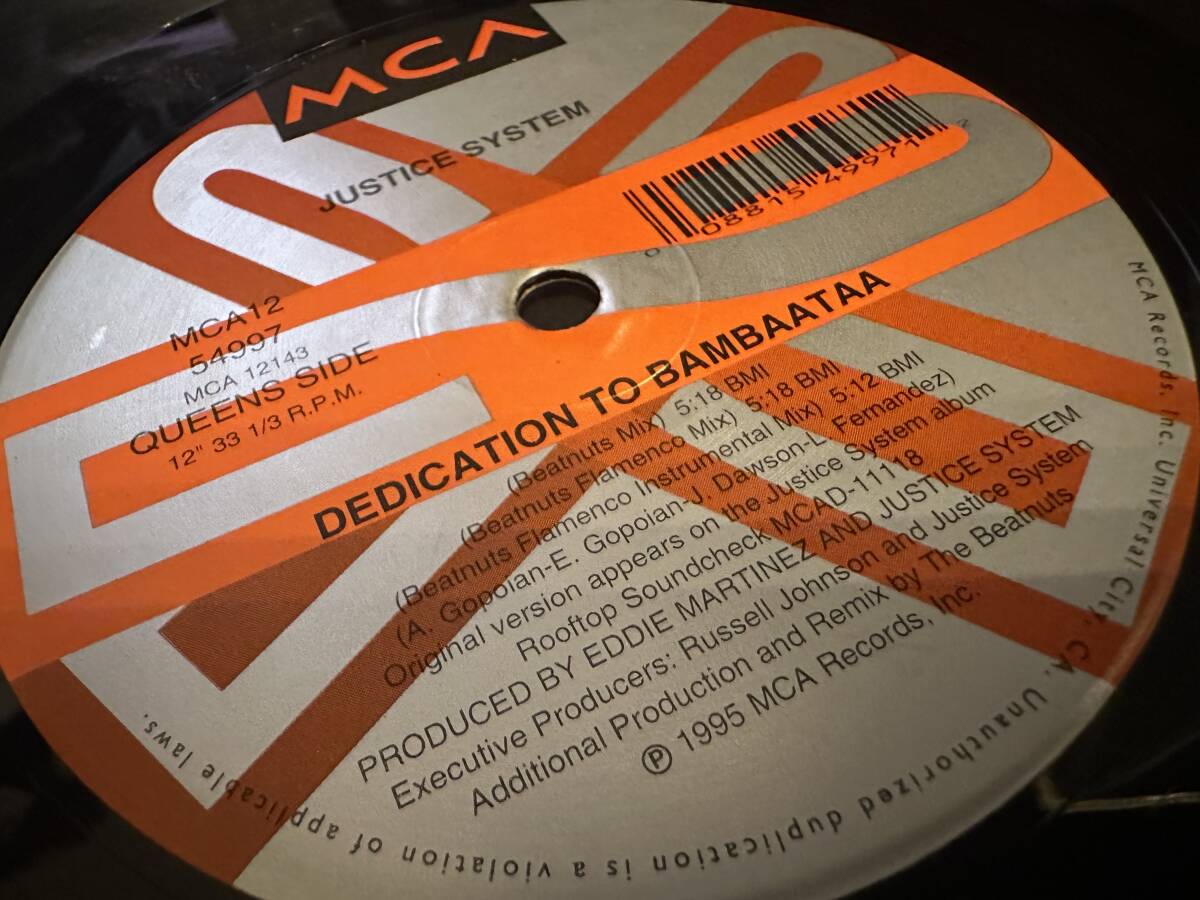 MCA
JUSTICE SYSTEM
0 08815 49971 2
MCA12
54997
MCA 12143
QUEENS SIDE
12" 33 1/3 R.P.M.
DEDICATION TO BAMBAATAA
(Beatnuts Mix) 5:18 BMI
(Beatnuts Flamenco Mix) 5:18 BMI
(Beatnuts Flamenco Instrumental Mix) 5:12 BMI
(A. Gopoian-E. Gopoian-J. Dawson-L. Fernandez)
Original version appears on the Justice System album
Rooftop Soundcheck MCAD-11118
PRODUCED BY EDDIE MARTINEZ AND JUSTICE SYSTEM
Executive Producers: Russell Johnson and Justice System
Additional Production and Remix by The Beatnuts
℗ 1995 MCA Records, Inc.
MCA Records, Inc. Universal City, CA. Unauthorized duplication is a violation of applicable laws.